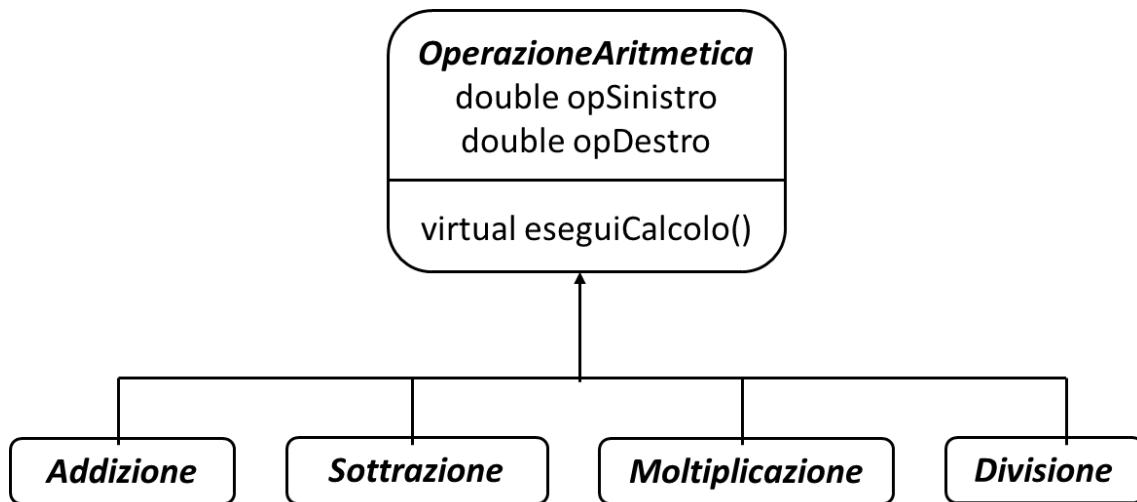 OperazioneAritmetica
double opSinistro
double opDestro
virtual eseguiCalcolo()
Addizione
Sottrazione
Moltiplicazione
Divisione